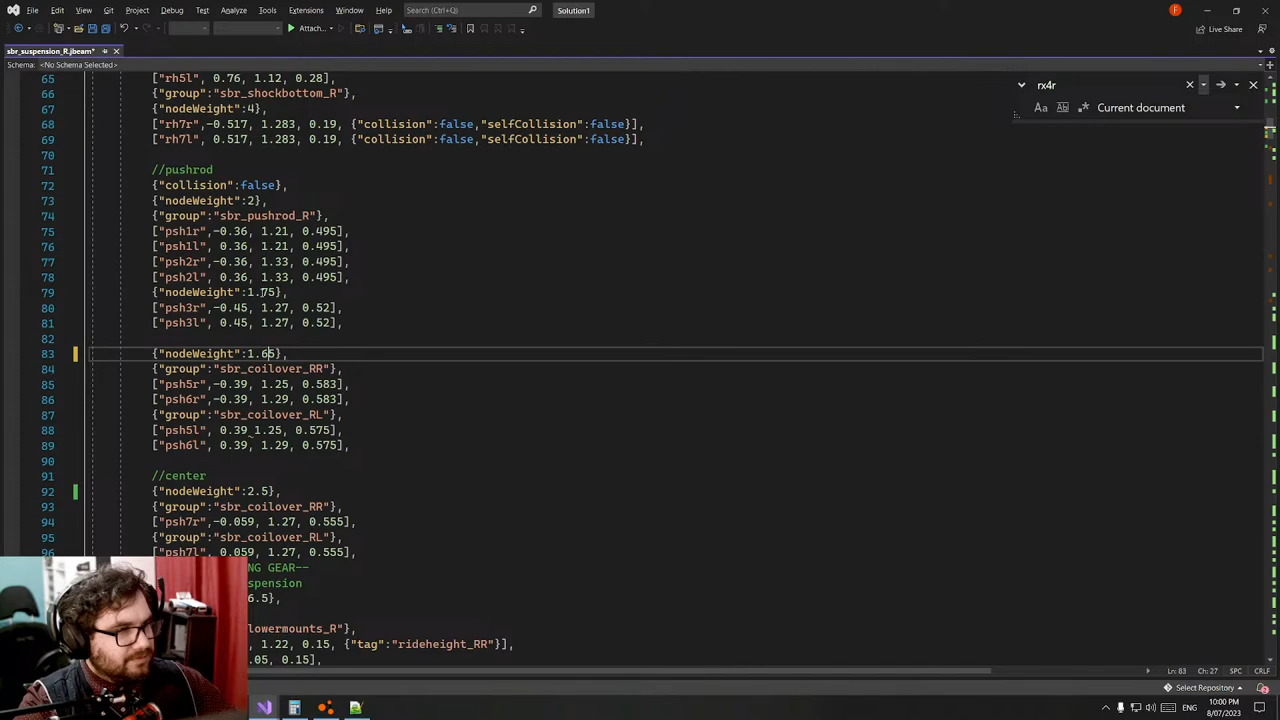 File Edit View Git Project Debug Analyze Tools Extensions Window Help Search (Ctrl+Q) Solution1 F
Attach... Live Share
sbr_suspension_R.jbeam*
Schema: <No Schema Selected>
rx4r
Current document
65 ["rh5l", 0.76, 1.12, 0.28],
66 {"group":"sbr_shockbottom_R"},
67 {"nodeWeight":4},
68 ["rh7r",-0.517, 1.283, 0.19, {"collision":false,"selfCollision":false}],
69 ["rh7l", 0.517, 1.283, 0.19, {"collision":false,"selfCollision":false}],
70
71 //pushrod
72 {"collision":false},
73 {"nodeWeight":2},
74 {"group":"sbr_pushrod_R"},
75 ["psh1r",-0.36, 1.21, 0.495],
76 ["psh1l", 0.36, 1.21, 0.495],
77 ["psh2r",-0.36, 1.33, 0.495],
78 ["psh2l", 0.36, 1.33, 0.495],
79 {"nodeWeight":1.75},
80 ["psh3r",-0.45, 1.27, 0.52],
81 ["psh3l", 0.45, 1.27, 0.52],
82
83 {"nodeWeight":1.65},
84 {"group":"sbr_coilover_RR"},
85 ["psh5r",-0.39, 1.25, 0.583],
86 ["psh6r",-0.39, 1.29, 0.583],
87 {"group":"sbr_coilover_RL"},
88 ["psh5l", 0.39 1.25, 0.575],
89 ["psh6l", 0.39, 1.29, 0.575],
90
91 //center
92 {"nodeWeight":2.5},
93 {"group":"sbr_coilover_RR"},
94 ["psh7r",-0.059, 1.27, 0.555],
95 {"group":"sbr_coilover_RL"},
96 ["psh7l", 0.059, 1.27, 0.555],
NG GEAR--
spension
6.5},
lowermounts_R"},
1.22, 0.15, {"tag":"rideheight_RR"}],
.05, 0.15],
Ln: 83 Ch: 27 SPC CRLF
Select Repository
ENG 10:00 PM
8/07/2023